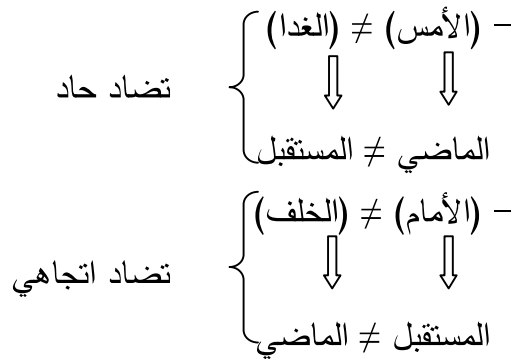 – (الأمس) ≠ (الغدا)
تضاد حاد
الماضي ≠ المستقبل
– (الأمام) ≠ (الخلف)
تضاد اتجاهي
المستقبل ≠ الماضي